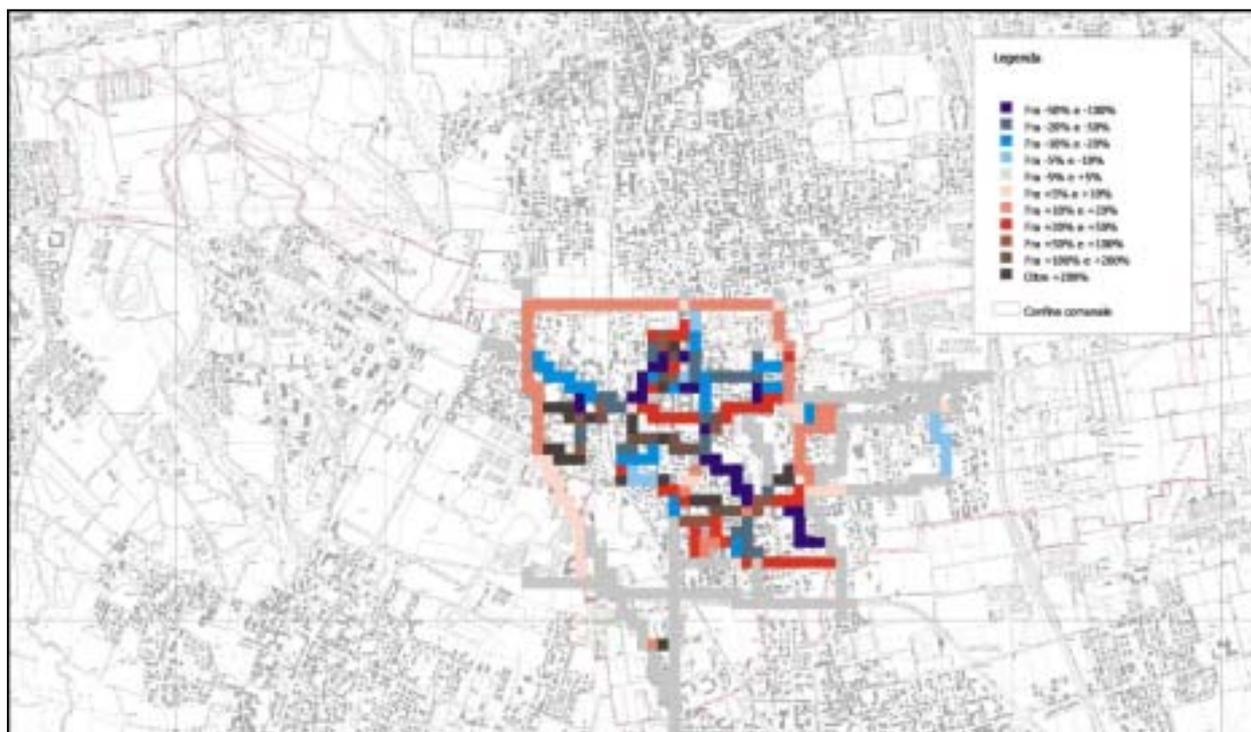 Legenda
Fra -50% e -100%
Fra -20% e -50%
Fra -10% e -20%
Fra -5% e -10%
Fra -5% e +5%
Fra +5% e +10%
Fra +10% e +20%
Fra +20% e +50%
Fra +50% e +100%
Fra +100% e +200%
Oltre +200%
Confine comunale